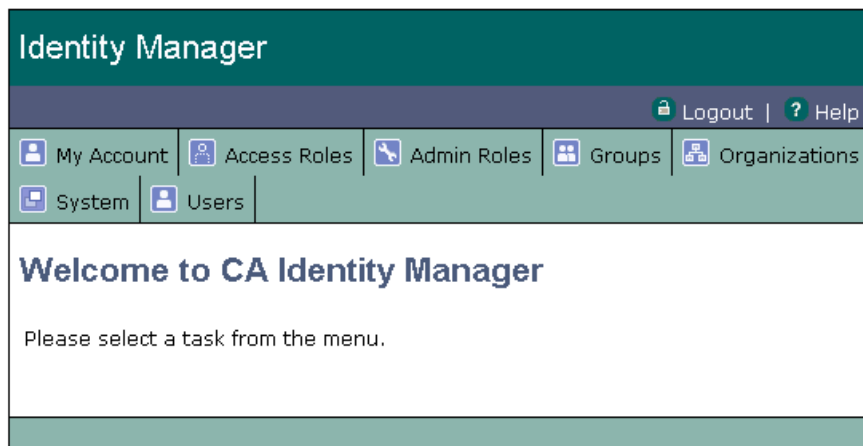 Identity Manager
Logout | ? Help
My Account Access Roles Admin Roles Groups Organizations
System Users
Welcome to CA Identity Manager
Please select a task from the menu.